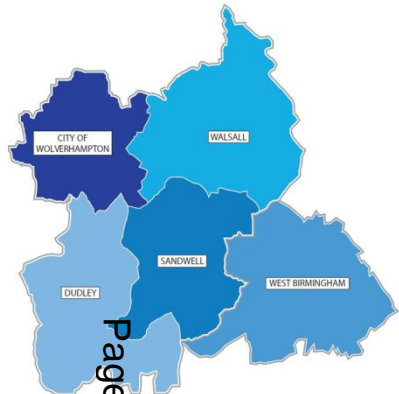 CITY OF
WOLVERHAMPTON
WALSALL
SANDWELL
WEST BIRMINGHAM
DUDLEY
Page